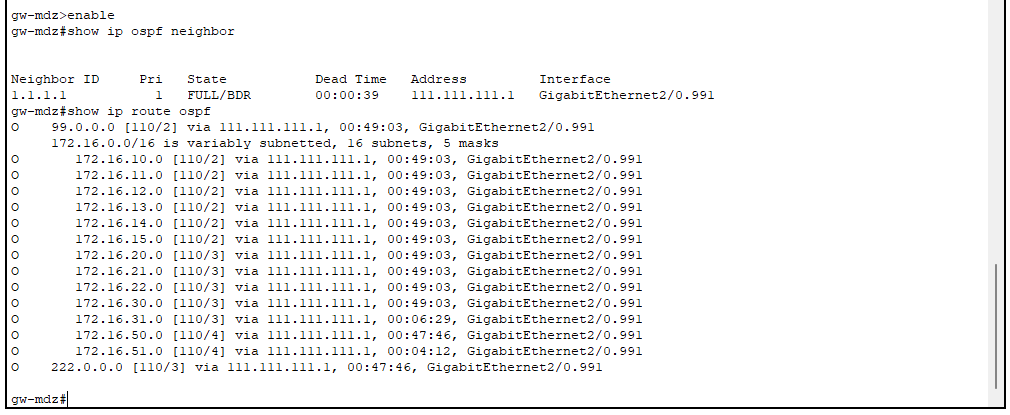 gw-mdz>enable
gw-mdz#show ip ospf neighbor
Neighbor ID     Pri   State           Dead Time   Address         Interface
1.1.1.1           1   FULL/BDR        00:00:39    111.111.111.1   GigabitEthernet2/0.991
gw-mdz#show ip route ospf
O    99.0.0.0 [110/2] via 111.111.111.1, 00:49:03, GigabitEthernet2/0.991
     172.16.0.0/16 is variably subnetted, 16 subnets, 5 masks
O       172.16.10.0 [110/2] via 111.111.111.1, 00:49:03, GigabitEthernet2/0.991
O       172.16.11.0 [110/2] via 111.111.111.1, 00:49:03, GigabitEthernet2/0.991
O       172.16.12.0 [110/2] via 111.111.111.1, 00:49:03, GigabitEthernet2/0.991
O       172.16.13.0 [110/2] via 111.111.111.1, 00:49:03, GigabitEthernet2/0.991
O       172.16.14.0 [110/2] via 111.111.111.1, 00:49:03, GigabitEthernet2/0.991
O       172.16.15.0 [110/2] via 111.111.111.1, 00:49:03, GigabitEthernet2/0.991
O       172.16.20.0 [110/3] via 111.111.111.1, 00:49:03, GigabitEthernet2/0.991
O       172.16.21.0 [110/3] via 111.111.111.1, 00:49:03, GigabitEthernet2/0.991
O       172.16.22.0 [110/3] via 111.111.111.1, 00:49:03, GigabitEthernet2/0.991
O       172.16.30.0 [110/3] via 111.111.111.1, 00:49:03, GigabitEthernet2/0.991
O       172.16.31.0 [110/3] via 111.111.111.1, 00:06:29, GigabitEthernet2/0.991
O       172.16.50.0 [110/4] via 111.111.111.1, 00:47:46, GigabitEthernet2/0.991
O       172.16.51.0 [110/4] via 111.111.111.1, 00:04:12, GigabitEthernet2/0.991
O    222.0.0.0 [110/3] via 111.111.111.1, 00:47:46, GigabitEthernet2/0.991
gw-mdz#